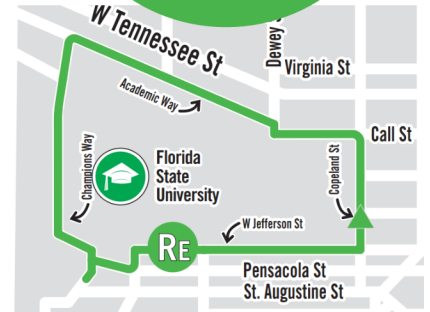 W Tennessee St
Dewey S
Virginia St
Academic Way
Call St
Champions Way
Copeland St
Florida
State
University
W Jefferson St
RE
Pensacola St
St. Augustine St